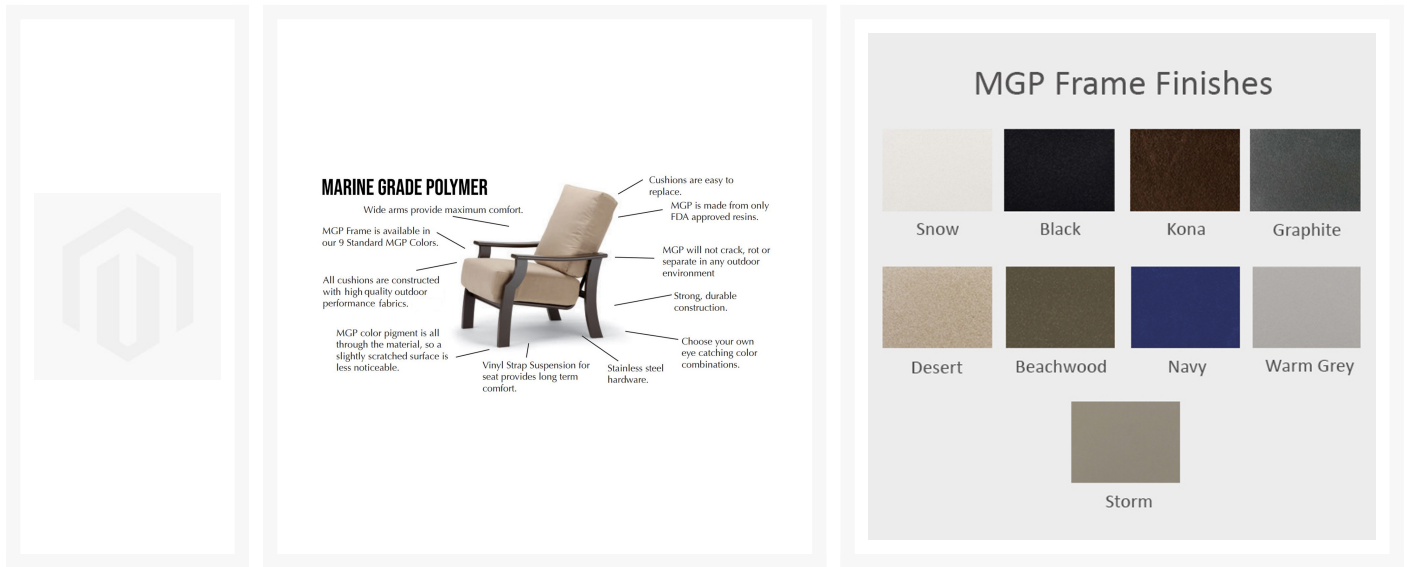 MARINE GRADE POLYMER
Wide arms provide maximum comfort.
MGP Frame is available in
our 9 Standard MGP Colors.
All cushions are constructed
with high quality outdoor
performance fabrics.
MGP color pigment is all
through the material, so a
slightly scratched surface is
less noticeable.
Vinyl Strap Suspension for
seat provides long term
comfort.
Stainless steel
hardware.
Cushions are easy to
replace.
MGP is made from only
FDA approved resins.
MGP will not crack, rot or
separate in any outdoor
environment
Strong, durable
construction.
Choose your own
eye catching color
combinations.
MGP Frame Finishes
Snow Black Kona Graphite
Desert Beachwood Navy Warm Grey
Storm